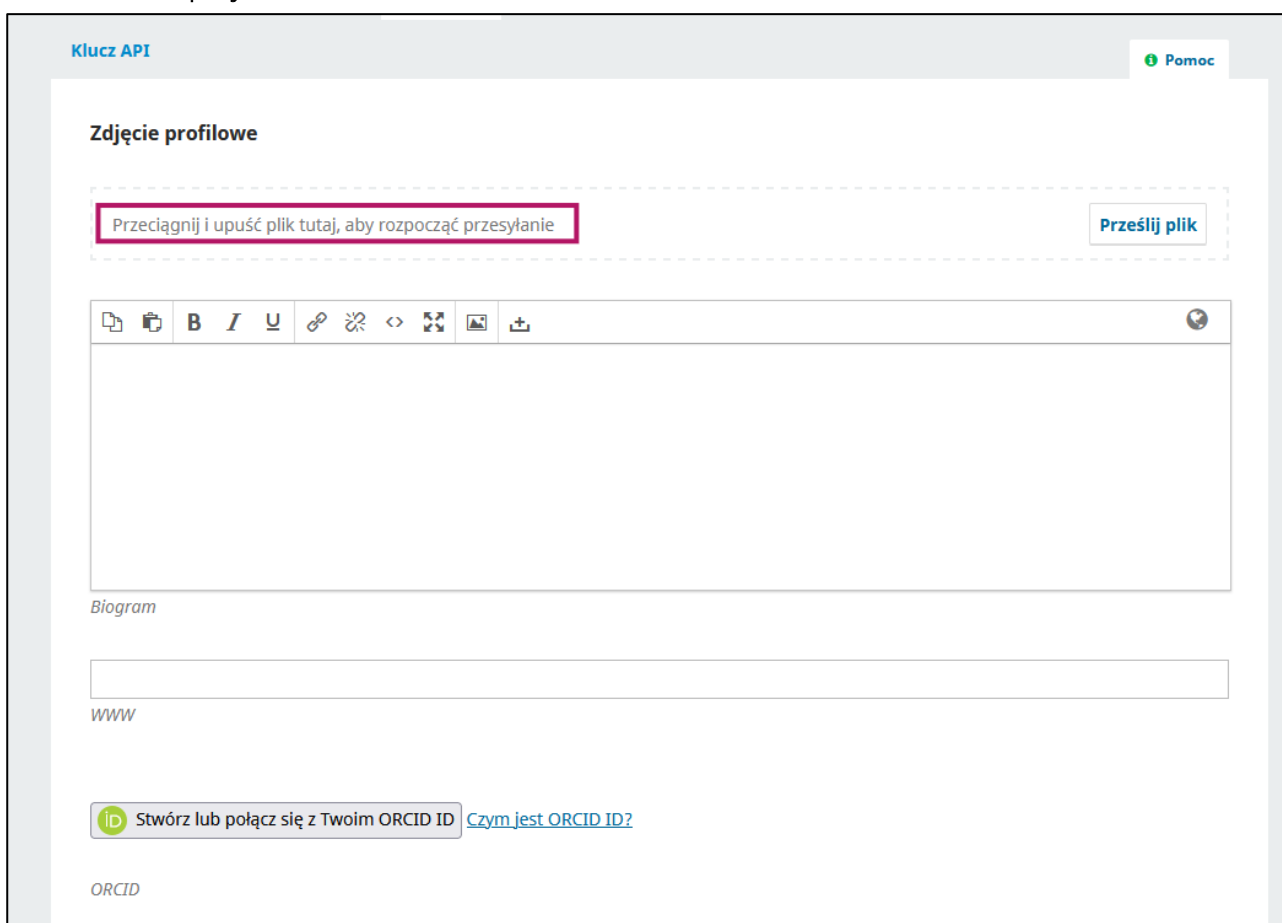 Klucz API
Pomoc
Zdjęcie profilowe
Przeciągnij i upuść plik tutaj, aby rozpocząć przesyłanie
Prześlij plik
B I U
Biogram
WWW
iD Stwórz lub połącz się z Twoim ORCID ID Czym jest ORCID ID?
ORCID